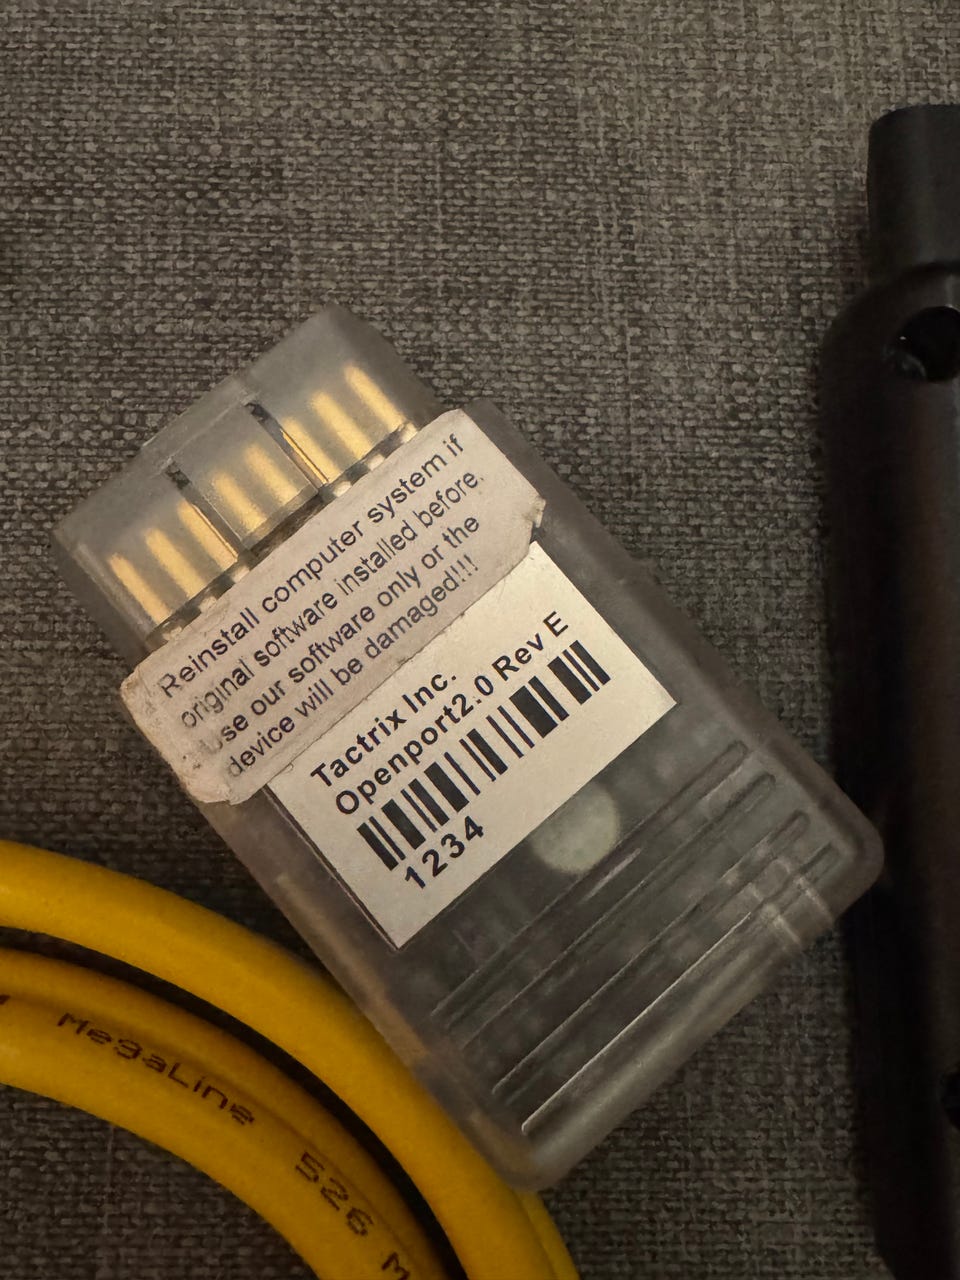 Reinstall computer system if
original software installed before.
Use our software only or the
device will be damaged!!!
Tactrix Inc.
Openport2.0 Rev E
1234
MegaLine
526 M